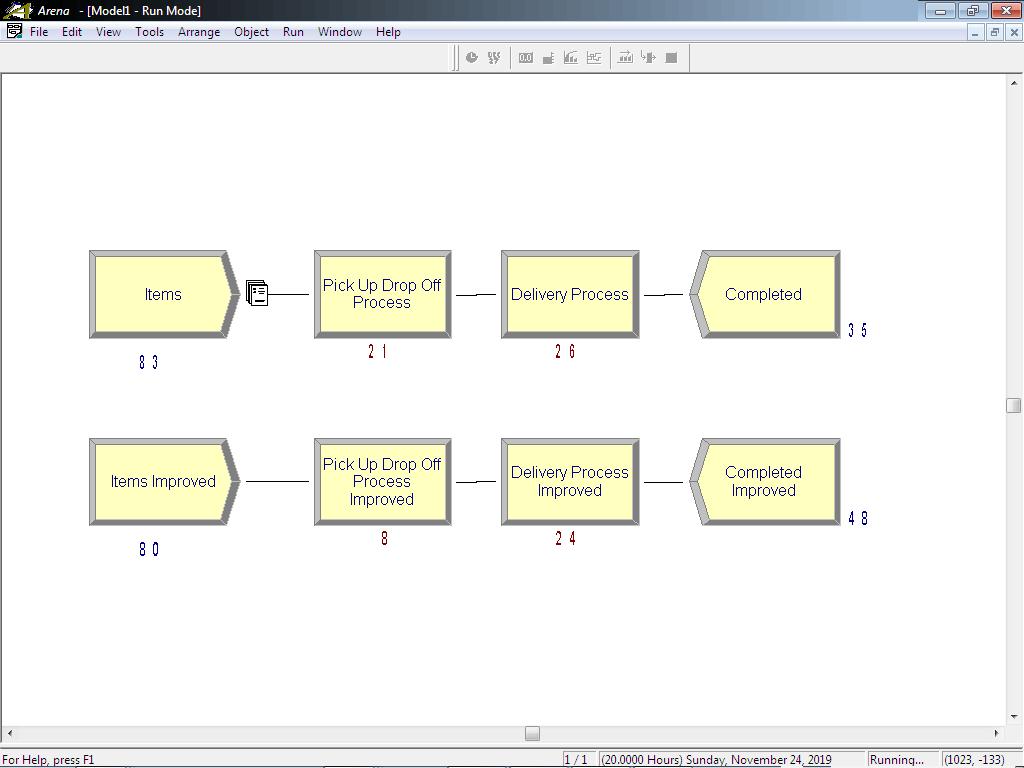 Arena - [Model1 - Run Mode]
File Edit View Tools Arrange Object Run Window Help
Items
Pick Up Drop Off
Process
Delivery Process
Completed
83
21
26
35
Items Improved
Pick Up Drop Off
Process
Improved
Delivery Process
Improved
Completed
Improved
80
8
24
48
For Help, press F1
1 / 1
(20.0000 Hours) Sunday, November 24, 2019
Running...
(1023, -133)